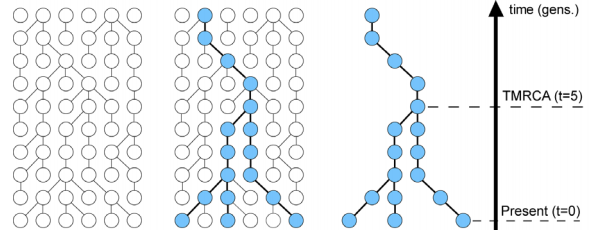 time (gens.)
TMRCA (t=5)
Present (t=0)